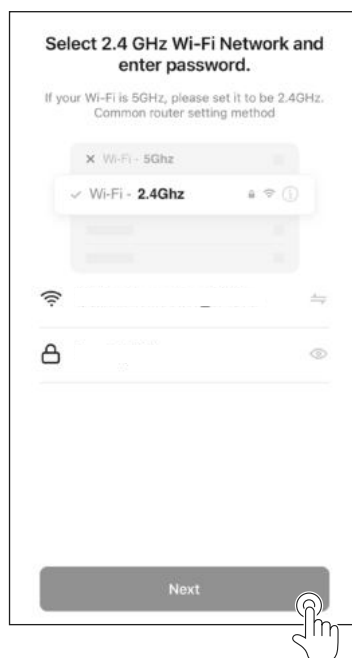 Select 2.4 GHz Wi-Fi Network and
enter password.
If your Wi-Fi is 5GHz, please set it to be 2.4GHz.
Common router setting method
Wi-Fi - 5Ghz
Wi-Fi - 2.4Ghz
Next